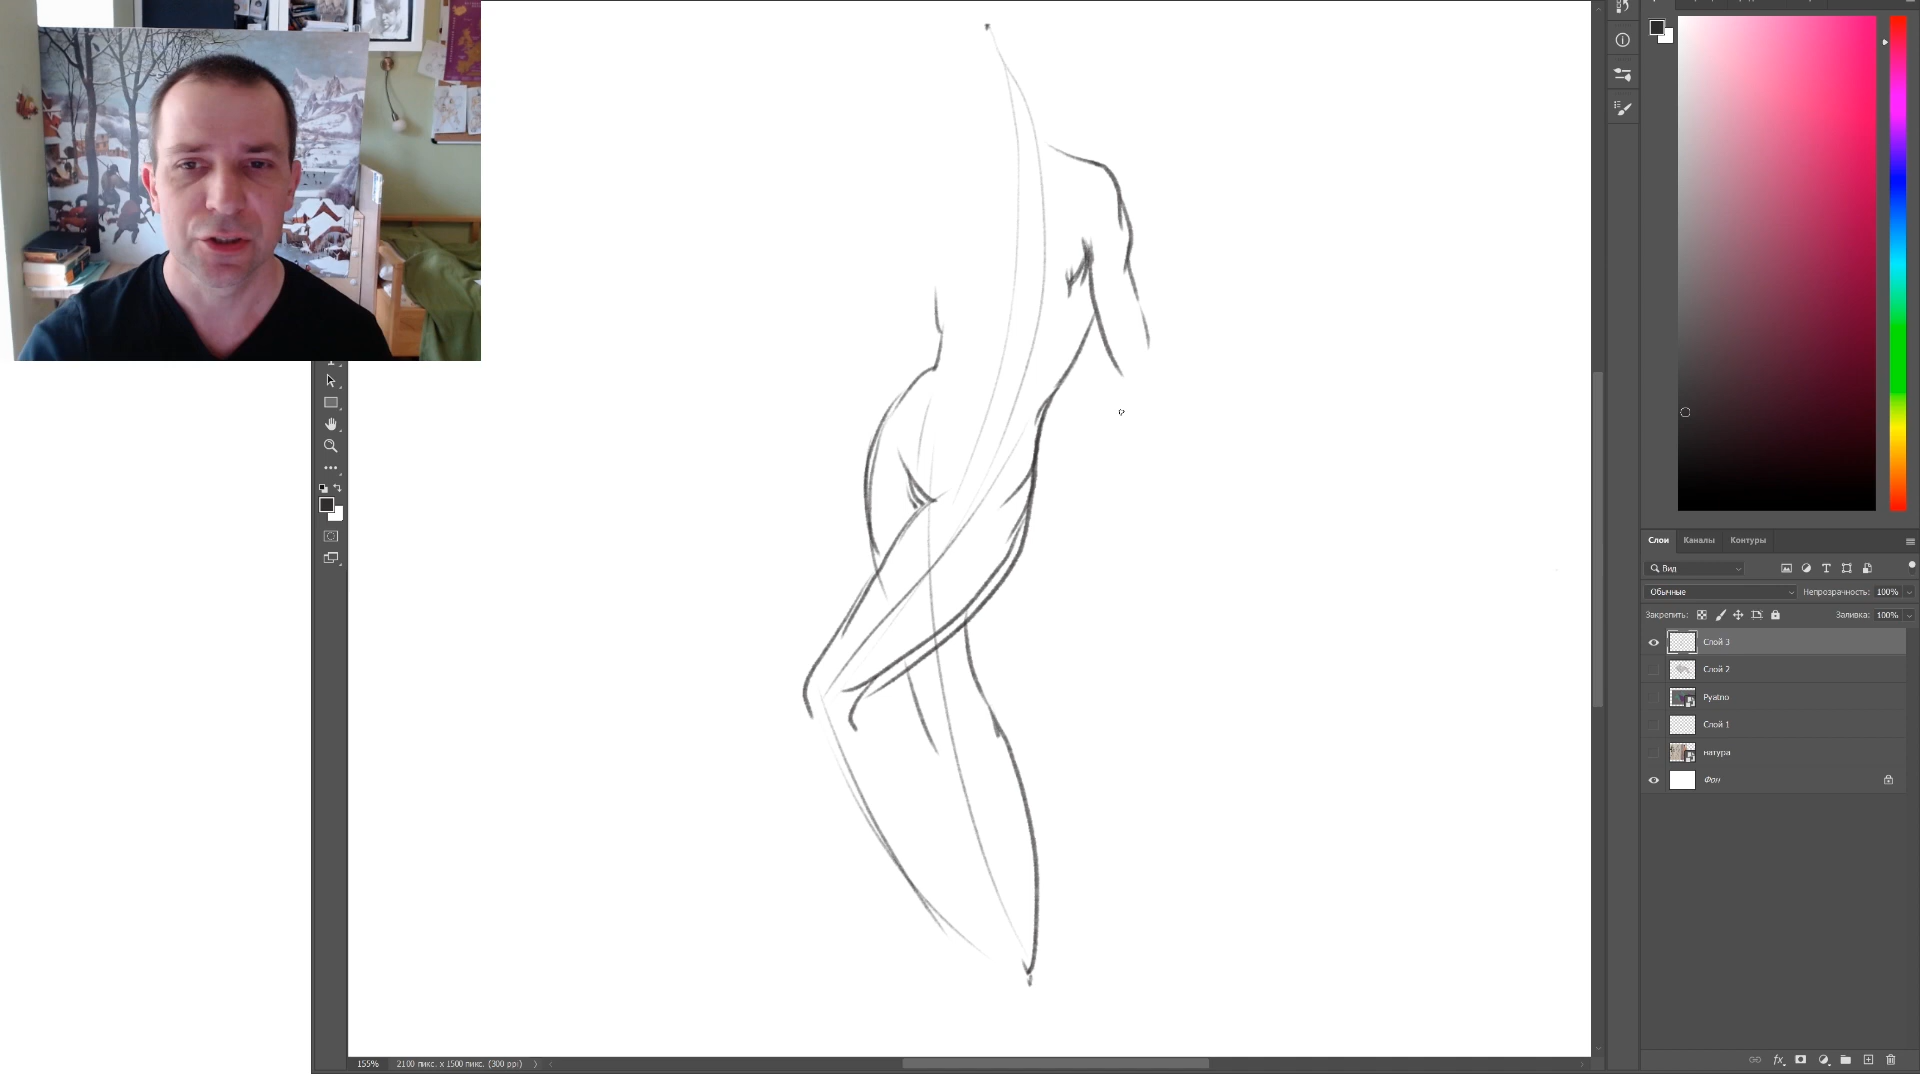 Слои Каналы Контуры
Вид
Обычные Непрозрачность: 100%
Закрепить: Заливка: 100%
Слой 3
Слой 2
Pyatno
Слой 1
натура
Фон
fx
155% 2100 пикс. x 1500 пикс. (300 ppi)